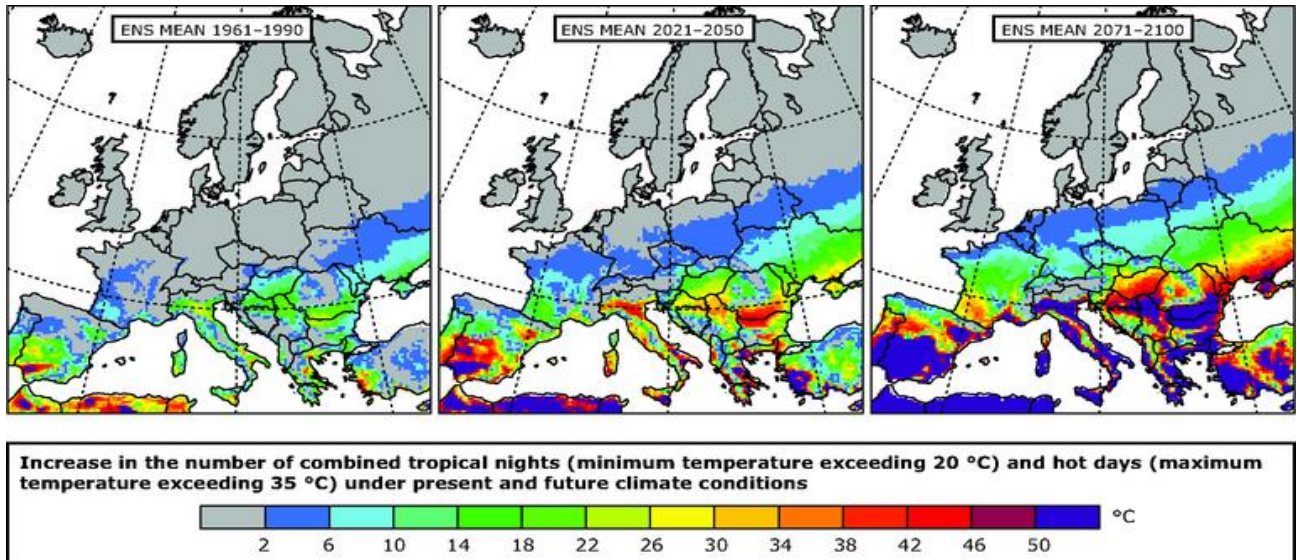 ENS MEAN 1961–1990
ENS MEAN 2021–2050
ENS MEAN 2071–2100
Increase in the number of combined tropical nights (minimum temperature exceeding 20 °C) and hot days (maximum
temperature exceeding 35 °C) under present and future climate conditions
°C
2 6 10 14 18 22 26 30 34 38 42 46 50